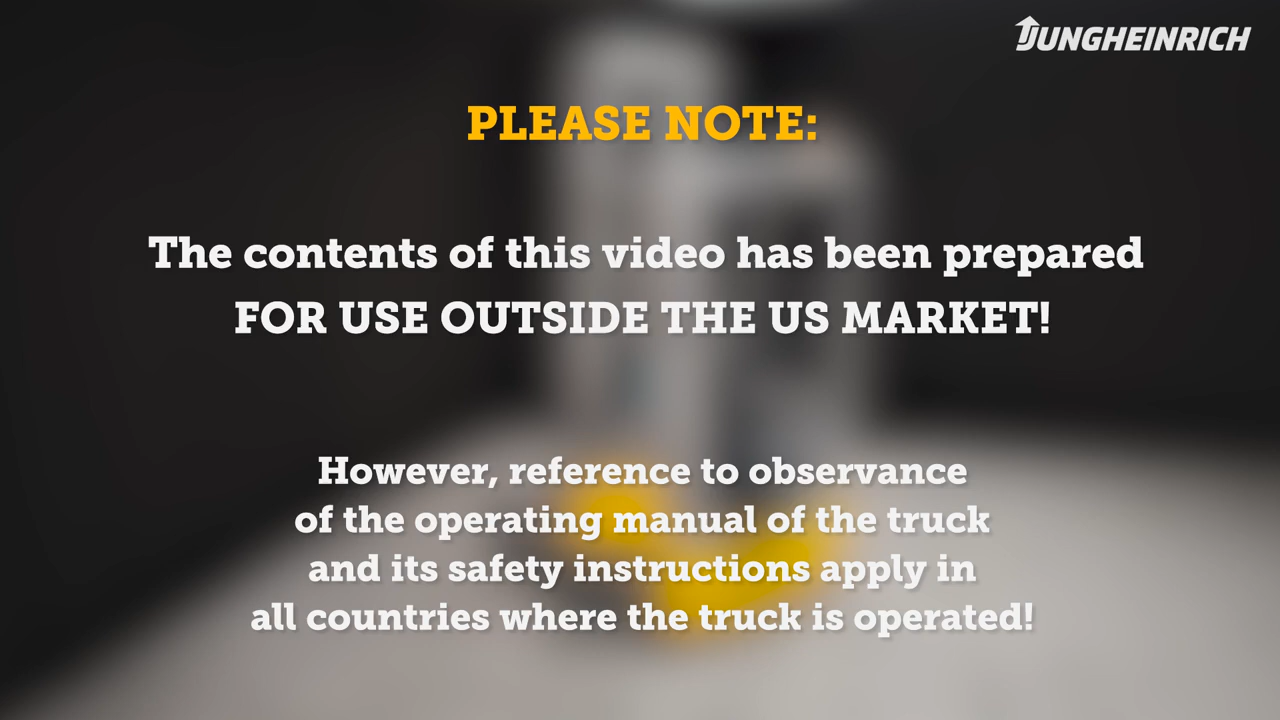 JUNGHEINRICH
PLEASE NOTE:
The contents of this video has been prepared
FOR USE OUTSIDE THE US MARKET!
However, reference to observance
of the operating manual of the truck
and its safety instructions apply in
all countries where the truck is operated!